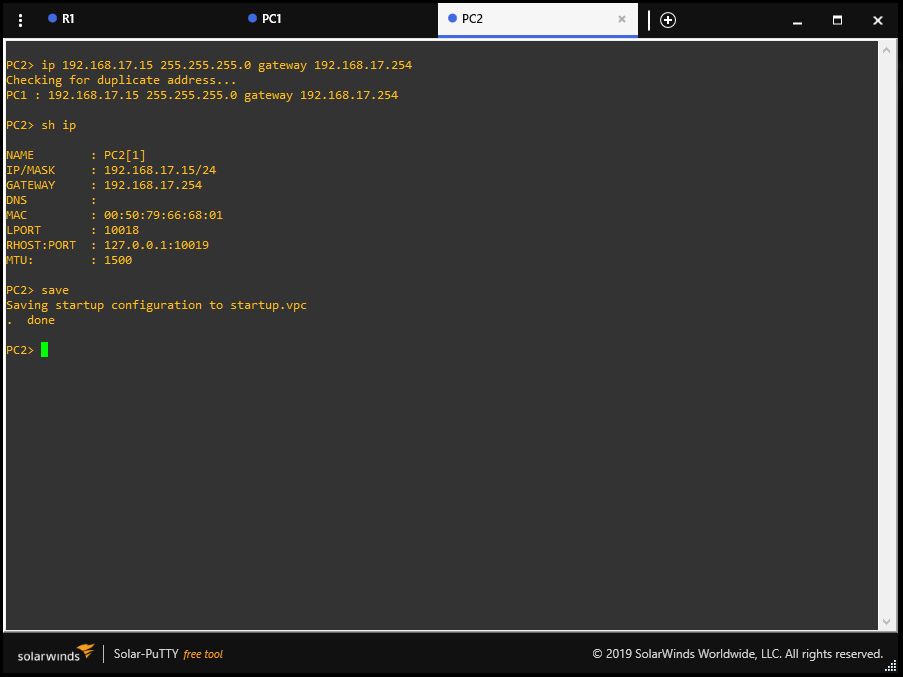 R1 PC1 PC2
PC2> ip 192.168.17.15 255.255.255.0 gateway 192.168.17.254
Checking for duplicate address...
PC1 : 192.168.17.15 255.255.255.0 gateway 192.168.17.254
PC2> sh ip
NAME        : PC2[1]
IP/MASK     : 192.168.17.15/24
GATEWAY     : 192.168.17.254
DNS         :
MAC         : 00:50:79:66:68:01
LPORT       : 10018
RHOST:PORT  : 127.0.0.1:10019
MTU:        : 1500
PC2> save
Saving startup configuration to startup.vpc
.  done
PC2>
solarwinds | Solar-PuTTY free tool © 2019 SolarWinds Worldwide, LLC. All rights reserved.